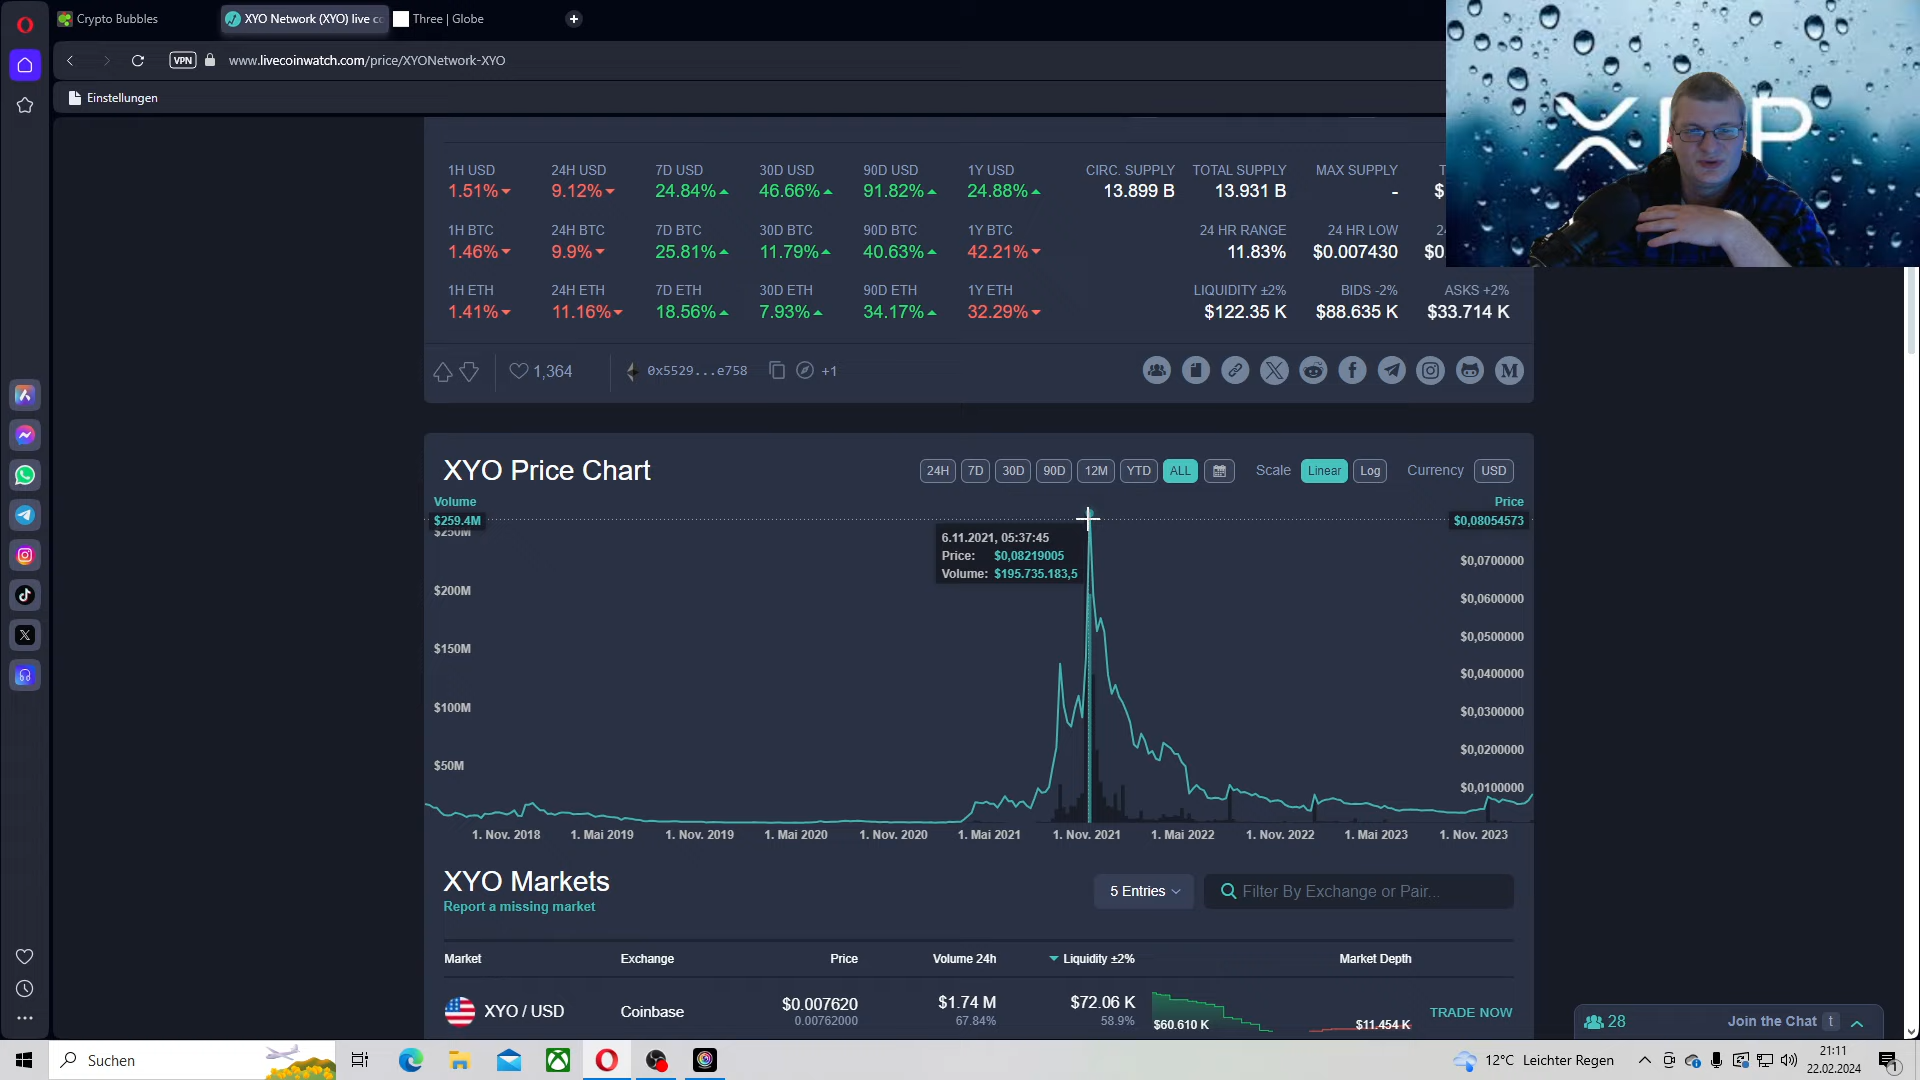 Crypto Bubbles
XYO Network (XYO) live co
Three | Globe
VPN
www.livecoinwatch.com/price/XYONetwork-XYO
Einstellungen
XRP
1H USD 24H USD 7D USD 30D USD 90D USD 1Y USD CIRC. SUPPLY TOTAL SUPPLY MAX SUPPLY T
1.51% 9.12% 24.84% 46.66% 91.82% 24.88% 13.899 B 13.931 B - $
1H BTC 24H BTC 7D BTC 30D BTC 90D BTC 1Y BTC 24 HR RANGE 24 HR LOW 24
1.46% 9.9% 25.81% 11.79% 40.63% 42.21% 11.83% $0.007430 $0.
1H ETH 24H ETH 7D ETH 30D ETH 90D ETH 1Y ETH LIQUIDITY ±2% BIDS -2% ASKS +2%
1.41% 11.16% 18.56% 7.93% 34.17% 32.29% $122.35 K $88.635 K $33.714 K
1,364 0x5529...e758 +1
XYO Price Chart
24H 7D 30D 90D 12M YTD ALL Scale Linear Log Currency USD
Volume Price
$259.4M $0,08054573
$250M
6.11.2021, 05:37:45
Price: $0,08219005
Volume: $195.735.183,5
$0,0700000
$200M $0,0600000
$0,0500000
$150M
$0,0400000
$100M $0,0300000
$0,0200000
$50M
$0,0100000
1. Nov. 2018 1. Mai 2019 1. Nov. 2019 1. Mai 2020 1. Nov. 2020 1. Mai 2021 1. Nov. 2021 1. Mai 2022 1. Nov. 2022 1. Mai 2023 1. Nov. 2023
XYO Markets
Report a missing market
5 Entries
Filter By Exchange or Pair...
Market Exchange Price Volume 24h Liquidity ±2% Market Depth
XYO / USD Coinbase $0.007620 $1.74 M $72.06 K TRADE NOW
0.00762000 67.84% 58.9% $60.610 K $11.454 K
28 Join the Chat t
Suchen
12°C Leichter Regen
21:11
22.02.2024
1